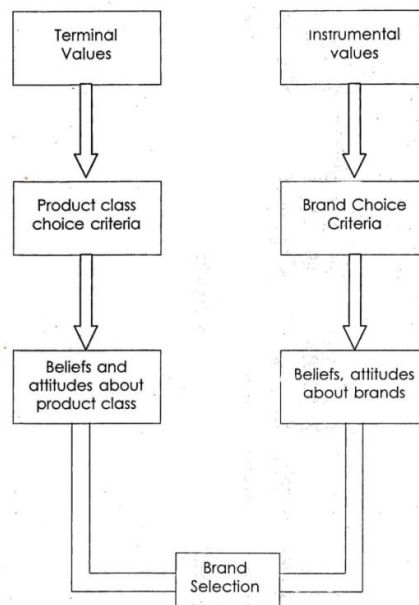 Terminal
Values
Instrumental
values
Product class
choice criteria
Brand Choice
Criteria
Beliefs and
attitudes about
product class
Beliefs, attitudes
about brands
Brand
Selection